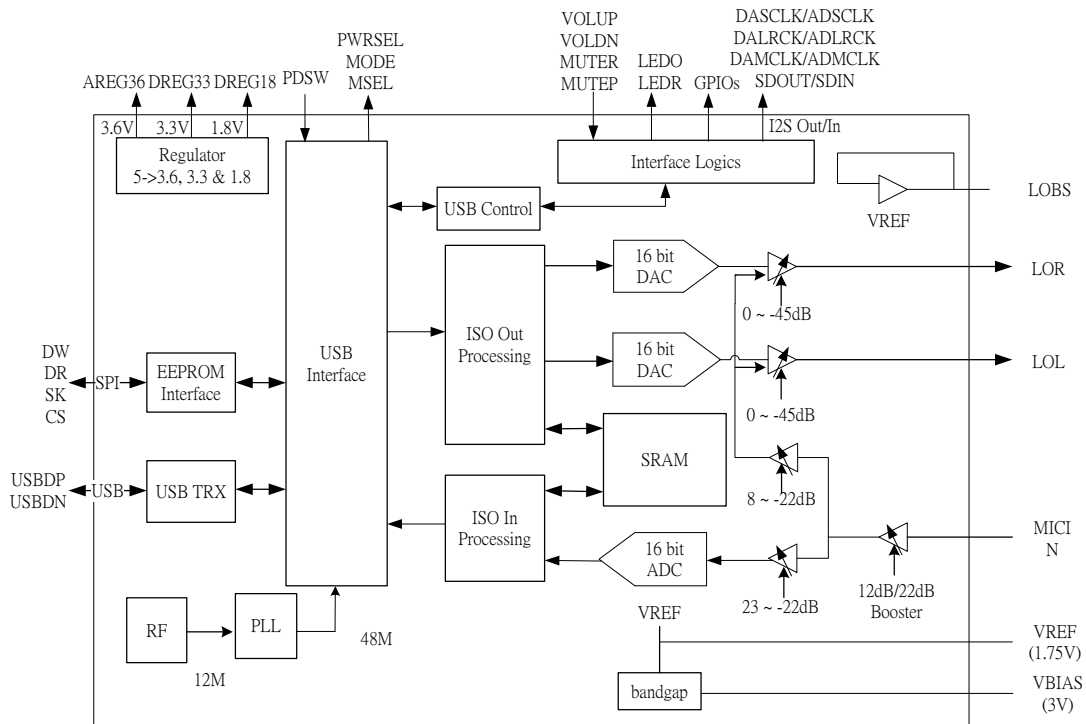 VOLUP
VOLDN
MUTER
MUTEP
DASCLK/ADSCLK
DALRCK/ADLRCK
DAMCLK/ADMCLK
SDOUT/SDIN
PWRSEL
MODE
MSEL
LEDO
LEDR
GPIOs
AREG36 DREG33 DREG18
PDSW
3.6V
3.3V
1.8V
I2S Out/In
Regulator
5->3.6, 3.3 & 1.8
Interface Logics
USB Control
VREF
LOBS
16 bit
DAC
LOR
0 ~ -45dB
ISO Out
Processing
USB
Interface
16 bit
DAC
LOL
0 ~ -45dB
DW
DR
SK
CS
SPI
EEPROM
Interface
SRAM
8 ~ -22dB
USBDP
USBDN
USB
USB TRX
ISO In
Processing
16 bit
ADC
23 ~ -22dB
12dB/22dB
Booster
MICI
N
RF
12M
PLL
48M
VREF
bandgap
VREF
(1.75V)
VBIAS
(3V)